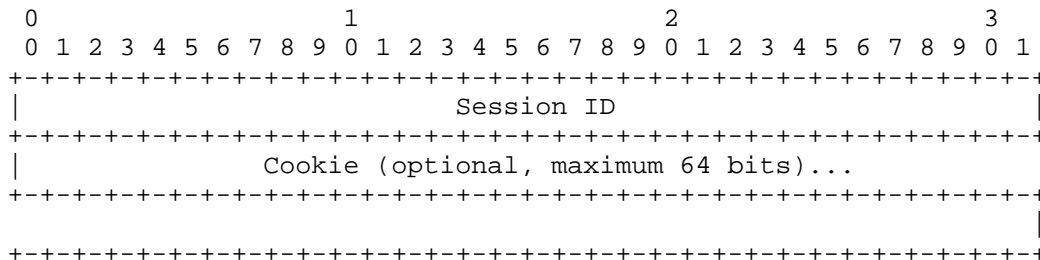 0                   1                   2                   3
 0 1 2 3 4 5 6 7 8 9 0 1 2 3 4 5 6 7 8 9 0 1 2 3 4 5 6 7 8 9 0 1
+-+-+-+-+-+-+-+-+-+-+-+-+-+-+-+-+-+-+-+-+-+-+-+-+-+-+-+-+-+-+-+-+
|                           Session ID                          |
+-+-+-+-+-+-+-+-+-+-+-+-+-+-+-+-+-+-+-+-+-+-+-+-+-+-+-+-+-+-+-+-+
|               Cookie (optional, maximum 64 bits)...
+-+-+-+-+-+-+-+-+-+-+-+-+-+-+-+-+-+-+-+-+-+-+-+-+-+-+-+-+-+-+-+-+
                                                                |
+-+-+-+-+-+-+-+-+-+-+-+-+-+-+-+-+-+-+-+-+-+-+-+-+-+-+-+-+-+-+-+-+